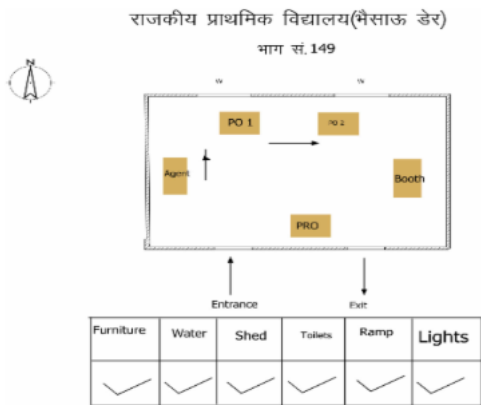 राजकीय प्राथमिक विद्यालय(भैसाऊ डेर)
भाग सं.149
N
W W
PO 1 PO 2
Agent Booth
PRO
Entrance Exit
Furniture Water Shed Toilets Ramp Lights